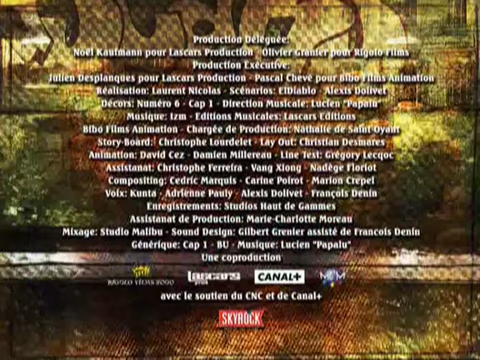 Production Déléguée:
Noël Kaufmann pour Lascars Production - Olivier Granier pour Rigolo Films
Production Exécutive:
Julien Desplanques pour Lascars Production - Pascal Chevé pour Bibo Films Animation
Réalisation: Laurent Nicolas - Scénarios: ElDiablo - Alexis Dolivet
Décors: Numéro 6 - Cap 1 - Direction Musicale: Lucien "Papalu"
Musique: Izm - Editions Musicales: Lascars Editions
Bibo Films Animation - Chargée de Production: Nathalie de Saint Oyant
Story-Board: Christophe Lourdelet - Lay Out: Christian Desmares
Animation: David Cez - Damien Millereau - Line Test: Grégory Lecqoc
Assistanat: Christophe Ferreira - Vang Xiong - Nadège Floriot
Compositing: Cedric Marquis - Carine Poirot - Marion Crepel
Voix: Kunta - Adrienne Pauly - Alexis Dolivet - François Denin
Enregistrements: Studios Haut de Gammes
Assistanat de Production: Marie-Charlotte Moreau
Mixage: Studio Malibu - Sound Design: Gilbert Grenier assisté de Francois Denin
Générique: Cap 1 - BU - Musique: Lucien "Papalu"
Une coproduction
RIGOLO FILMS 2000 Lascars CANAL+ MCM
avec le soutien du CNC et de Canal+
SKYROCK